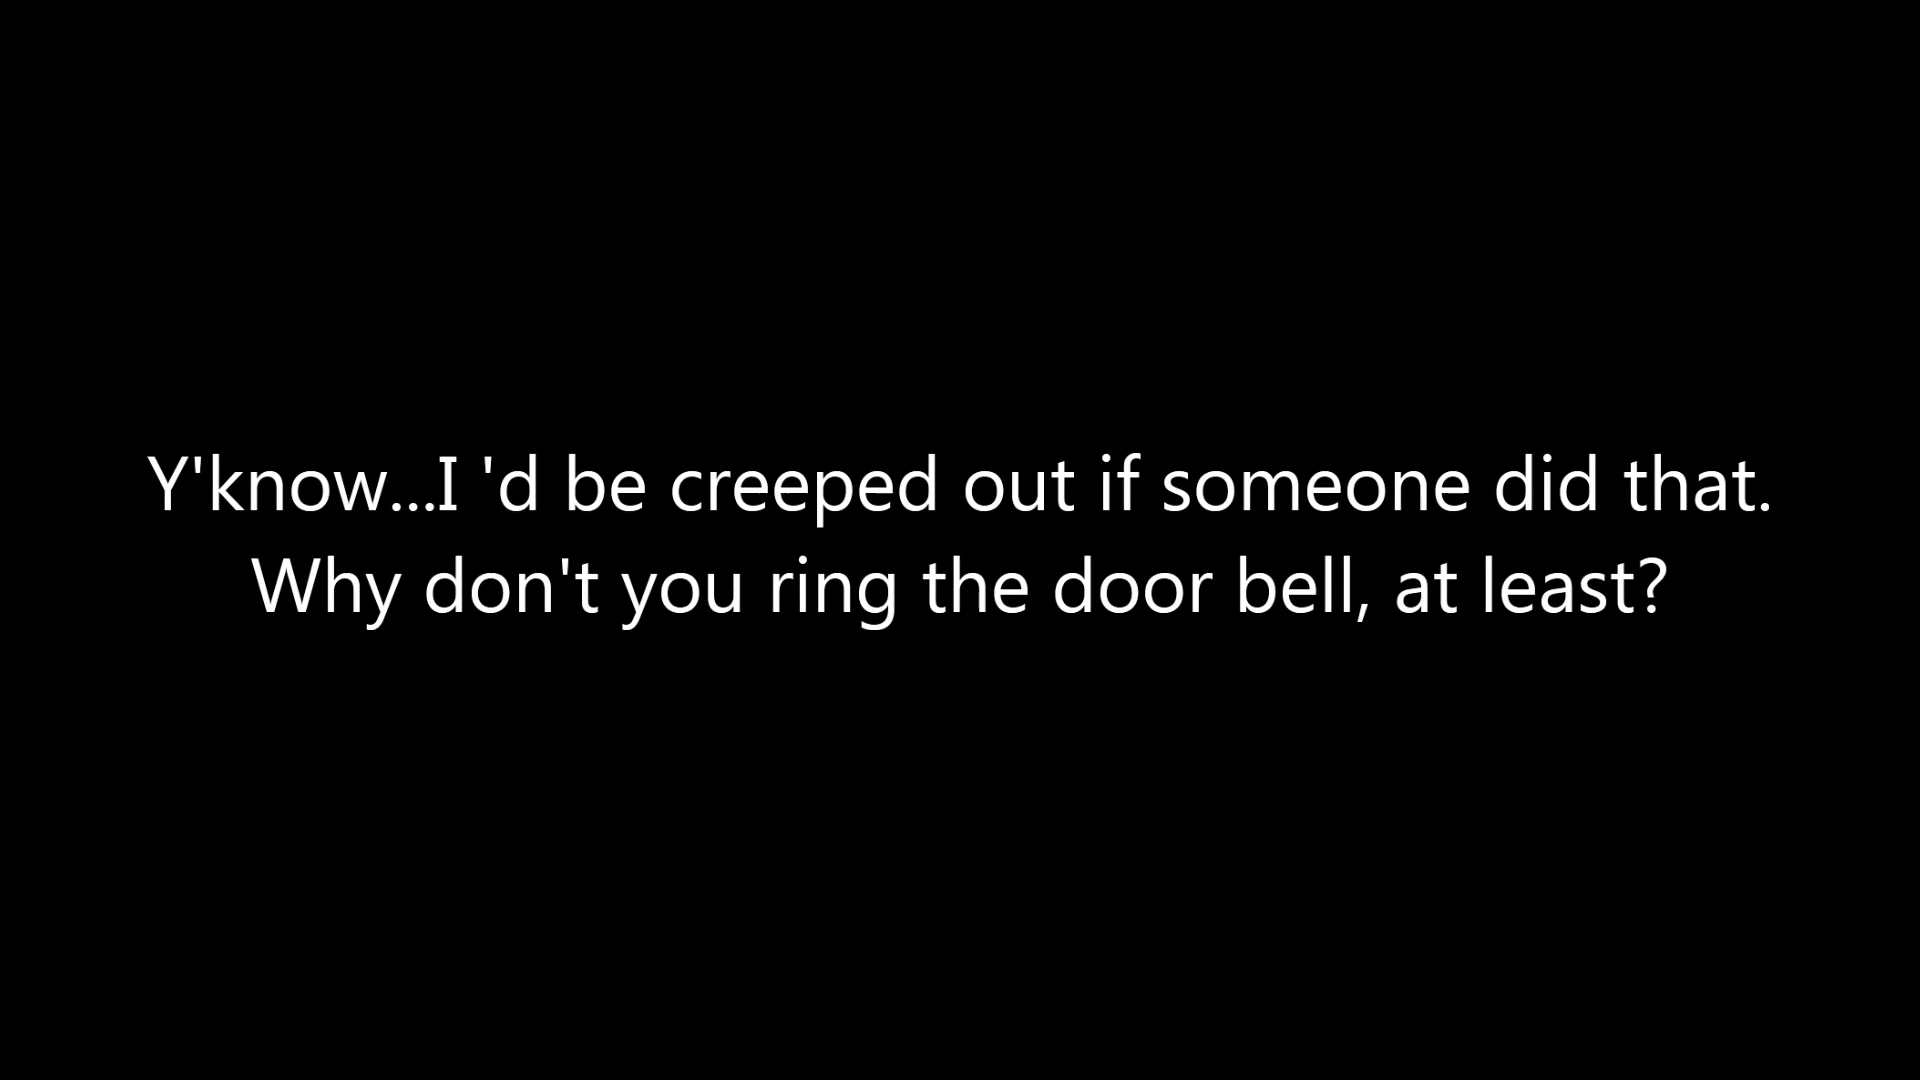 Y'know...I 'd be creeped out if someone did that.
Why don't you ring the door bell, at least?